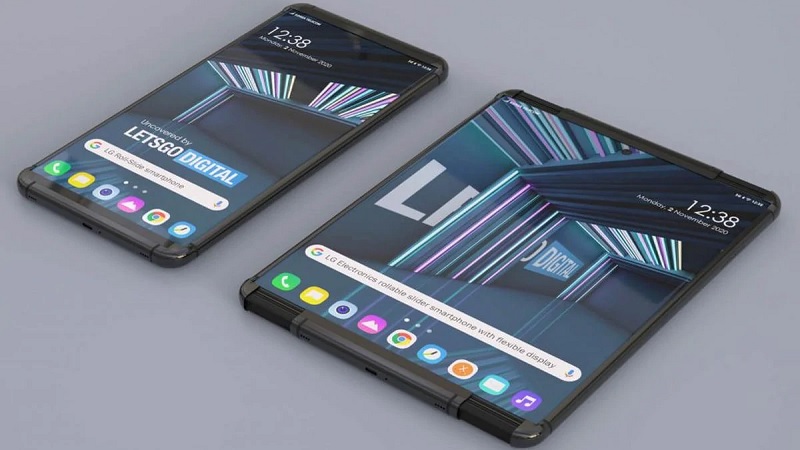 12:38
Monday, 2 November 2020
Uncovered by
LETSGO DIGITAL
LG Roll-Slide smartphone
12:38
Monday, 2 November 2020
DIGITAL
LG Electronics rollable slider smartphone with flexible display